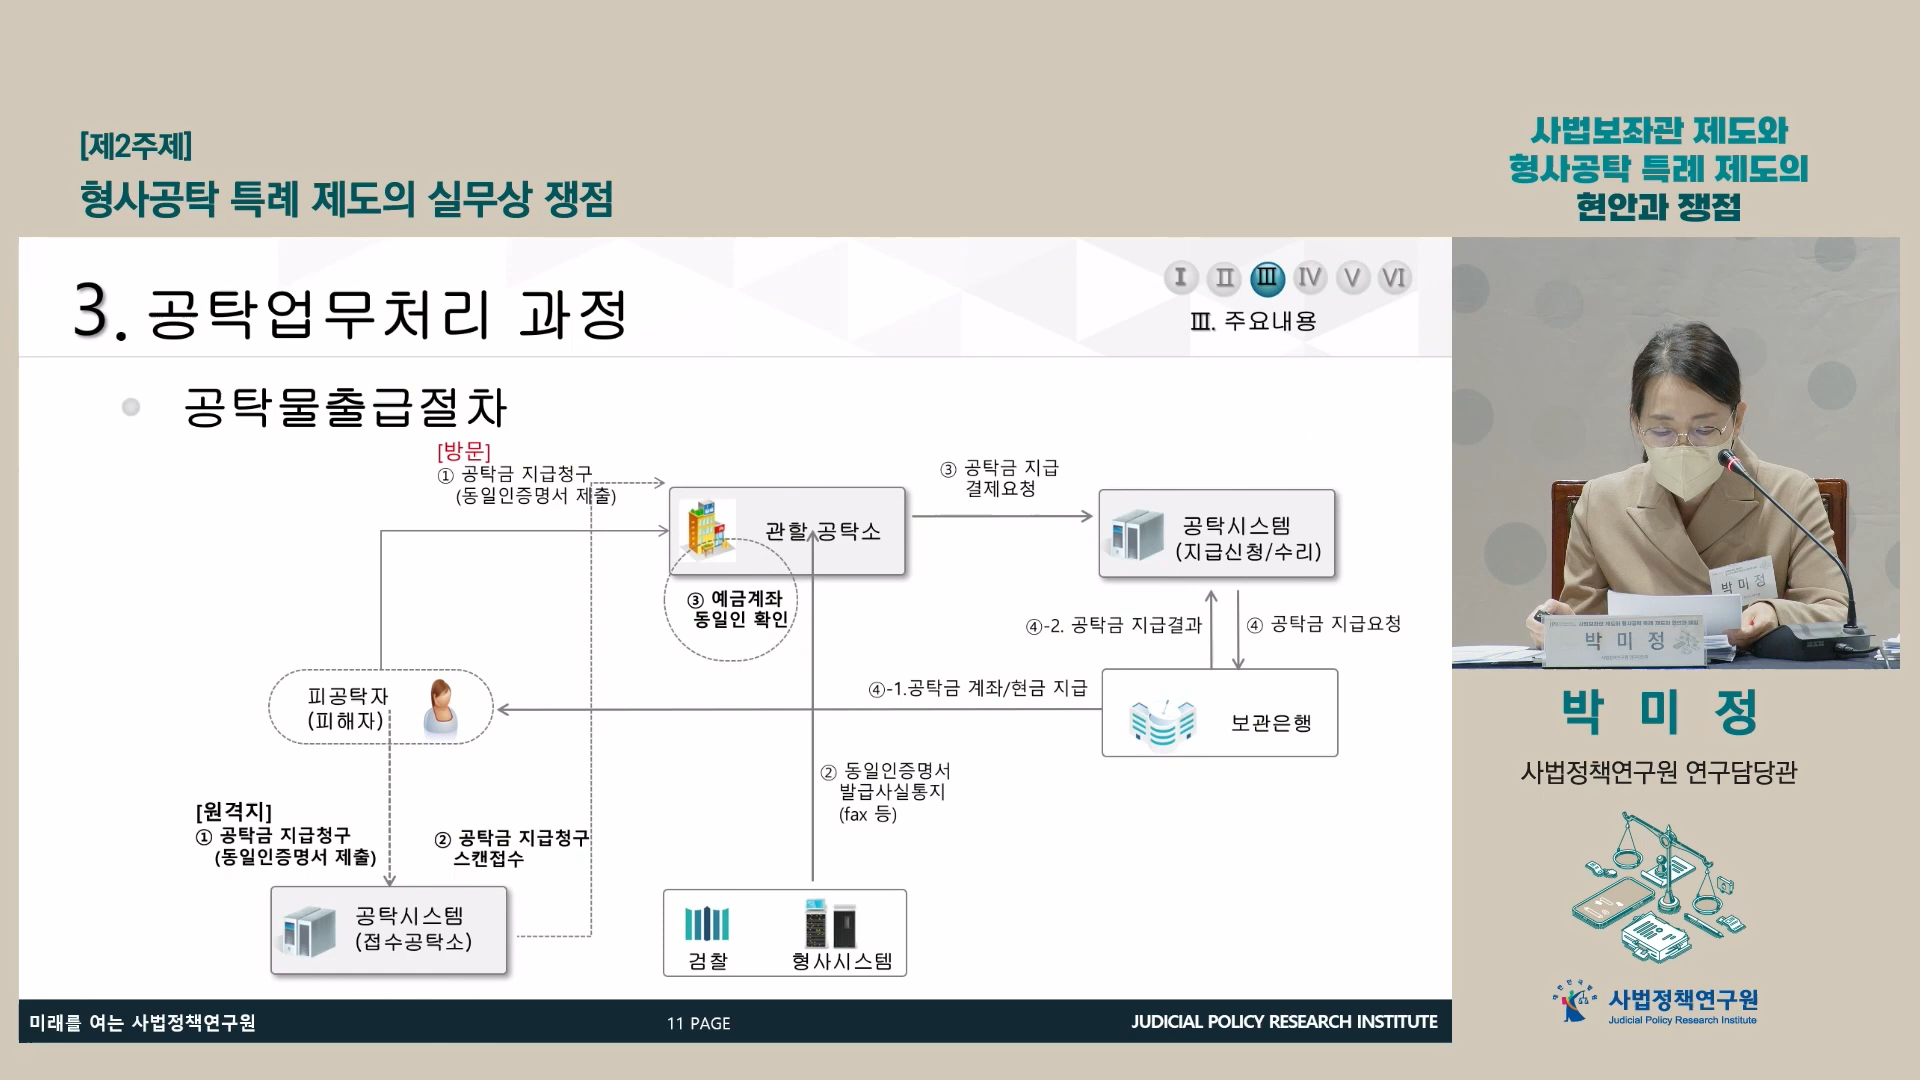 [제2주제]
형사공탁 특례 제도의 실무상 쟁점
사법보좌관 제도와
형사공탁 특례 제도의
현안과 쟁점
3. 공탁업무처리 과정
Ⅰ Ⅱ Ⅲ Ⅳ Ⅴ Ⅵ
Ⅲ. 주요내용
공탁물출급절차
[방문]
① 공탁금 지급청구
(동일인증명서 제출)
관할 공탁소
③ 공탁금 지급
결제요청
공탁시스템
(지급신청/수리)
③ 예금계좌
동일인 확인
④-2. 공탁금 지급결과
④ 공탁금 지급요청
피공탁자
(피해자)
④-1.공탁금 계좌/현금 지급
보관은행
② 동일인증명서
발급사실통지
(fax 등)
[원격지]
① 공탁금 지급청구
(동일인증명서 제출)
② 공탁금 지급청구
스캔접수
공탁시스템
(접수공탁소)
검찰
형사시스템
미래를 여는 사법정책연구원
11 PAGE
JUDICIAL POLICY RESEARCH INSTITUTE
박미정
박미정
박 미 정
사법정책연구원 연구담당관
사법정책연구원
Judicial Policy Research Institute